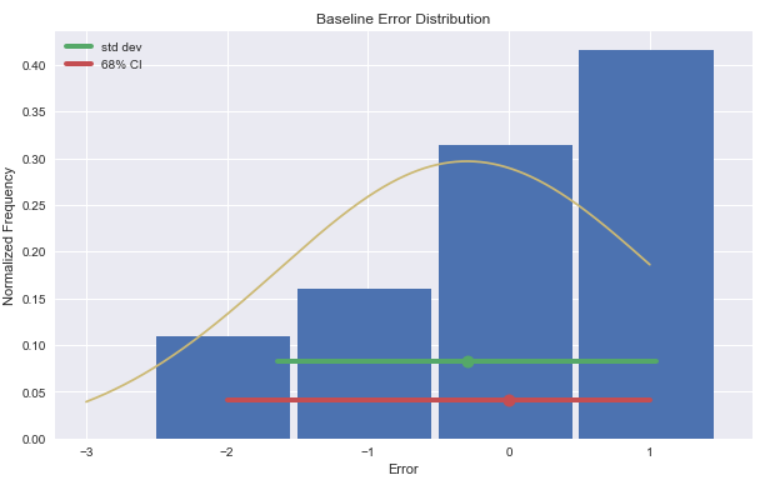 Baseline Error Distribution
std dev
68% CI
0.40
0.35
0.30
0.25
0.20
0.15
0.10
0.05
0.00
Normalized Frequency
−3 −2 −1 0 1
Error